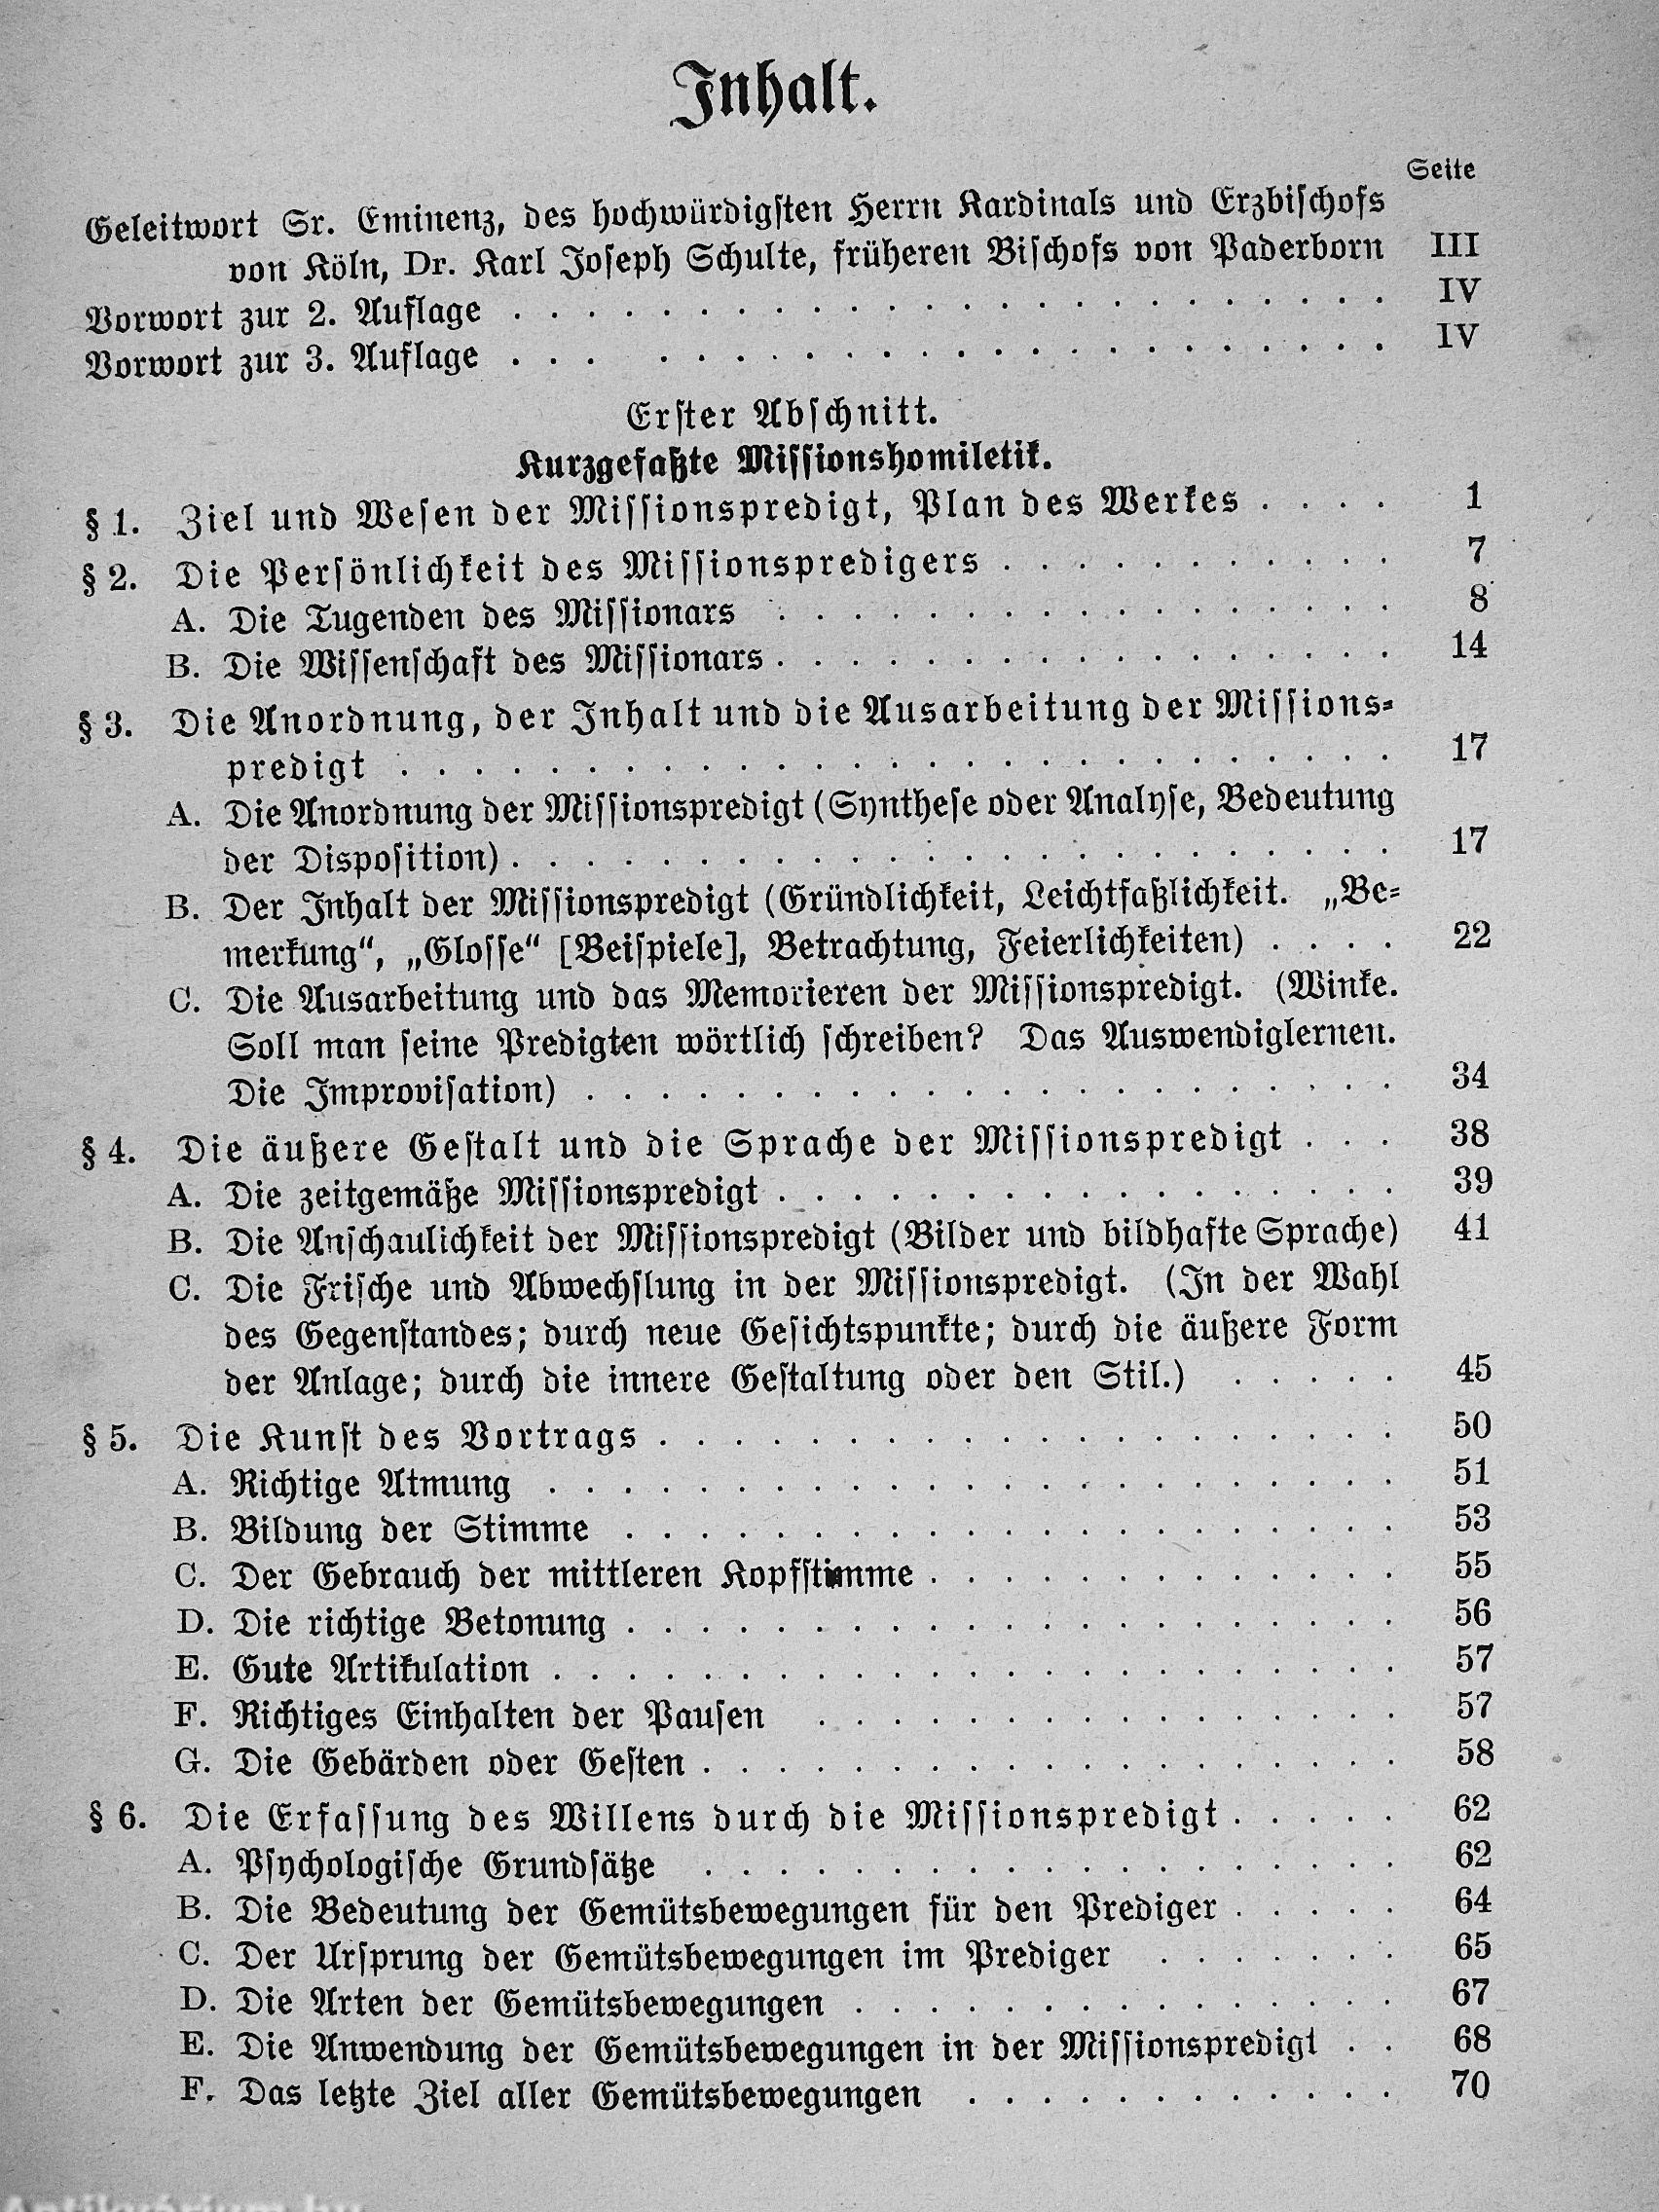 Inhalt.
Seite
Geleitwort Sr. Eminenz, des hochwürdigsten Herrn Kardinals und Erzbischofs
von Köln, Dr. Karl Joseph Schulte, früheren Bischofs von Paderborn III
Vorwort zur 2. Auflage . . . . . . . . . . . . . . . . . . . . . . . . IV
Vorwort zur 3. Auflage . . . . . . . . . . . . . . . . . . . . . . . IV
Erster Abschnitt.
Kurzgefaßte Missionshomiletik.
§ 1. Ziel und Wesen der Missionspredigt, Plan des Werkes . . . . 1
§ 2. Die Persönlichkeit des Missionspredigers . . . . . . . . . . . 7
A. Die Tugenden des Missionars . . . . . . . . . . . . . . . . . 8
B. Die Wissenschaft des Missionars . . . . . . . . . . . . . . . . . 14
§ 3. Die Anordnung, der Inhalt und die Ausarbeitung der Missions-
predigt . . . . . . . . . . . . . . . . . . . . . . . . . . . 17
A. Die Anordnung der Missionspredigt (Synthese oder Analyse, Bedeutung
der Disposition) . . . . . . . . . . . . . . . . . . . . . . . . 17
B. Der Inhalt der Missionspredigt (Gründlichkeit, Leichtfaßlichkeit. „Be-
merkung“, „Glosse“ [Beispiele], Betrachtung, Feierlichkeiten) . . . . 22
C. Die Ausarbeitung und das Memorieren der Missionspredigt. (Winke.
Soll man seine Predigten wörtlich schreiben? Das Auswendiglernen.
Die Improvisation) . . . . . . . . . . . . . . . . . . . . . . 34
§ 4. Die äußere Gestalt und die Sprache der Missionspredigt . . . 38
A. Die zeitgemäße Missionspredigt . . . . . . . . . . . . . . . . . 39
B. Die Anschaulichkeit der Missionspredigt (Bilder und bildhafte Sprache) 41
C. Die Frische und Abwechslung in der Missionspredigt. (In der Wahl
des Gegenstandes; durch neue Gesichtspunkte; durch die äußere Form
der Anlage; durch die innere Gestaltung oder den Stil.) . . . . . 45
§ 5. Die Kunst des Vortrags . . . . . . . . . . . . . . . . . . . . 50
A. Richtige Atmung . . . . . . . . . . . . . . . . . . . . . . . 51
B. Bildung der Stimme . . . . . . . . . . . . . . . . . . . . . 53
C. Der Gebrauch der mittleren Kopfstimme . . . . . . . . . . . . . 55
D. Die richtige Betonung . . . . . . . . . . . . . . . . . . . . . 56
E. Gute Artikulation . . . . . . . . . . . . . . . . . . . . . . . 57
F. Richtiges Einhalten der Pausen . . . . . . . . . . . . . . . . 57
G. Die Gebärden oder Gesten . . . . . . . . . . . . . . . . . . . 58
§ 6. Die Erfassung des Willens durch die Missionspredigt . . . . . 62
A. Psychologische Grundsätze . . . . . . . . . . . . . . . . . . . 62
B. Die Bedeutung der Gemütsbewegungen für den Prediger . . . . . 64
C. Der Ursprung der Gemütsbewegungen im Prediger . . . . . . . 65
D. Die Arten der Gemütsbewegungen . . . . . . . . . . . . . . . 67
E. Die Anwendung der Gemütsbewegungen in der Missionspredigt . . 68
F. Das letzte Ziel aller Gemütsbewegungen . . . . . . . . . . . . 70